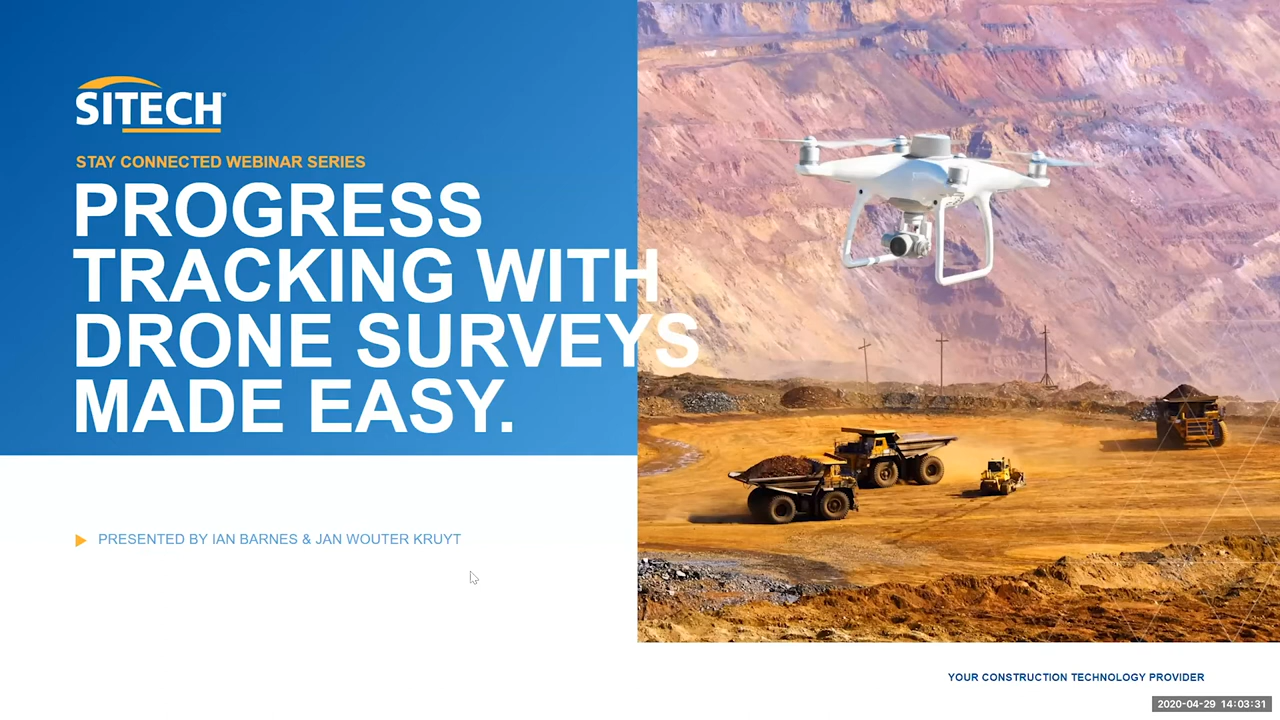 SITECH®
STAY CONNECTED WEBINAR SERIES
PROGRESS
TRACKING WITH
DRONE SURVEYS
MADE EASY.
PRESENTED BY IAN BARNES & JAN WOUTER KRUYT
YOUR CONSTRUCTION TECHNOLOGY PROVIDER
2020-04-29 14:03:31